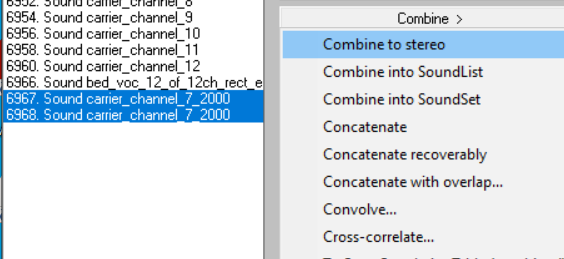 6952. Sound carrier_channel_8
6954. Sound carrier_channel_9
6956. Sound carrier_channel_10
6958. Sound carrier_channel_11
6960. Sound carrier_channel_12
6966. Sound bed_voc_12_of_12ch_rect_e
6967. Sound carrier_channel_7_2000
6968. Sound carrier_channel_7_2000
Combine >
Combine to stereo
Combine into SoundList
Combine into SoundSet
Concatenate
Concatenate recoverably
Concatenate with overlap...
Convolve...
Cross-correlate...